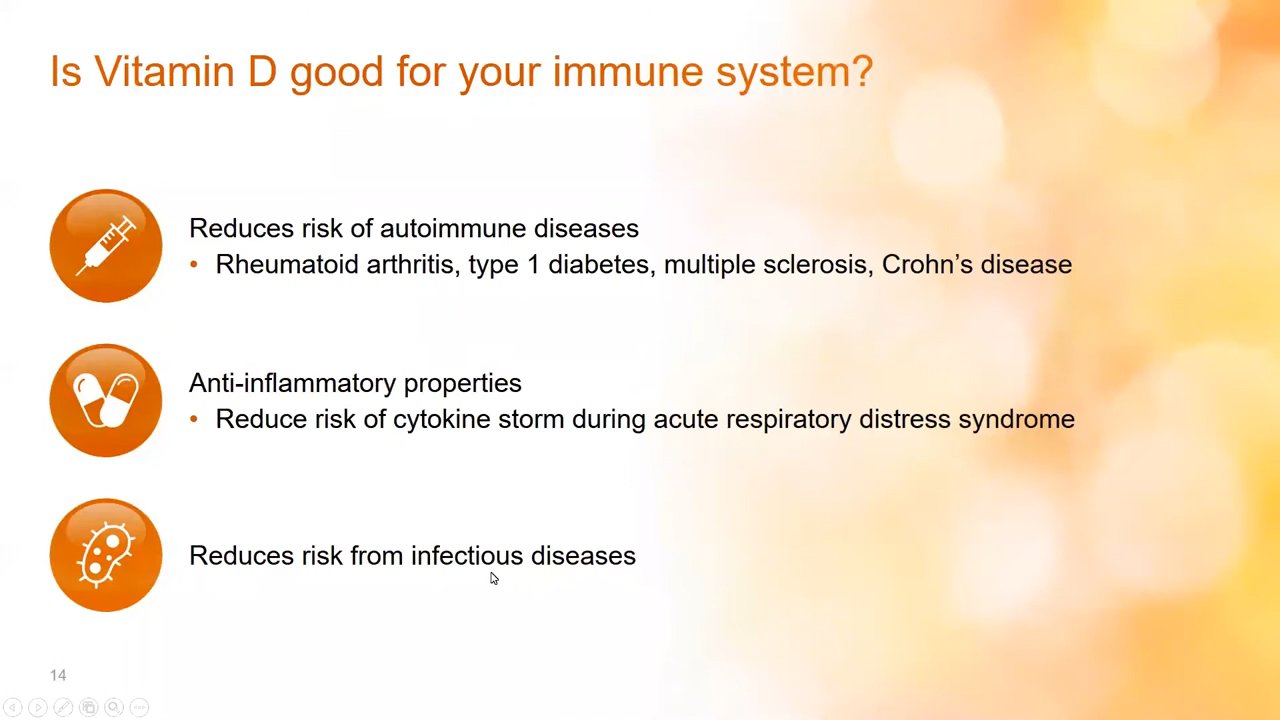 Is Vitamin D good for your immune system?
Reduces risk of autoimmune diseases
• Rheumatoid arthritis, type 1 diabetes, multiple sclerosis, Crohn’s disease
Anti-inflammatory properties
• Reduce risk of cytokine storm during acute respiratory distress syndrome
Reduces risk from infectious diseases
14